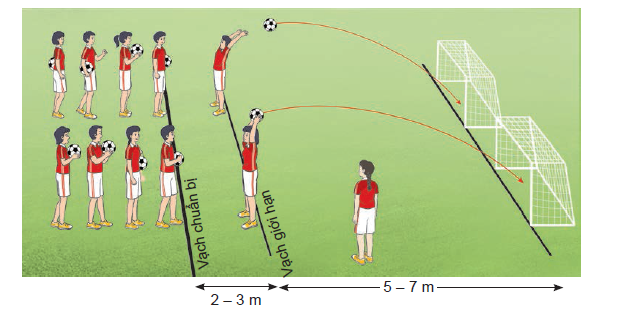 Vạch chuẩn bị
Vạch giới hạn
2 – 3 m
5 – 7 m